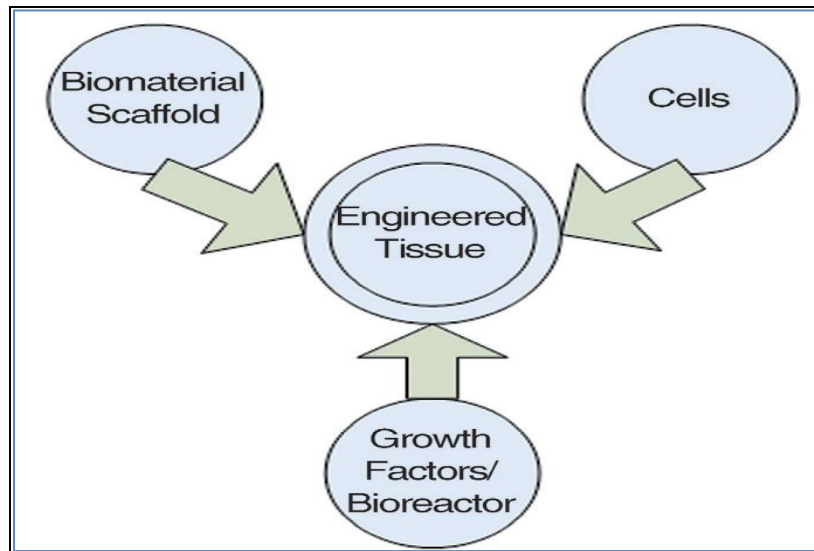 Biomaterial
Scaffold
Cells
Engineered
Tissue
Growth
Factors/
Bioreactor